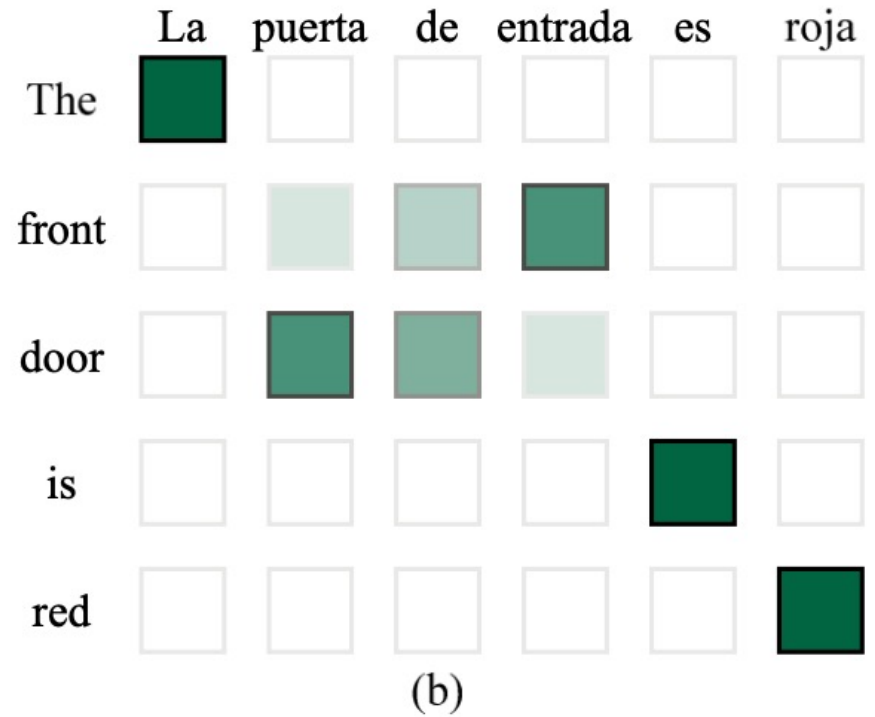 La puerta de entrada es roja
The
front
door
is
red
(b)